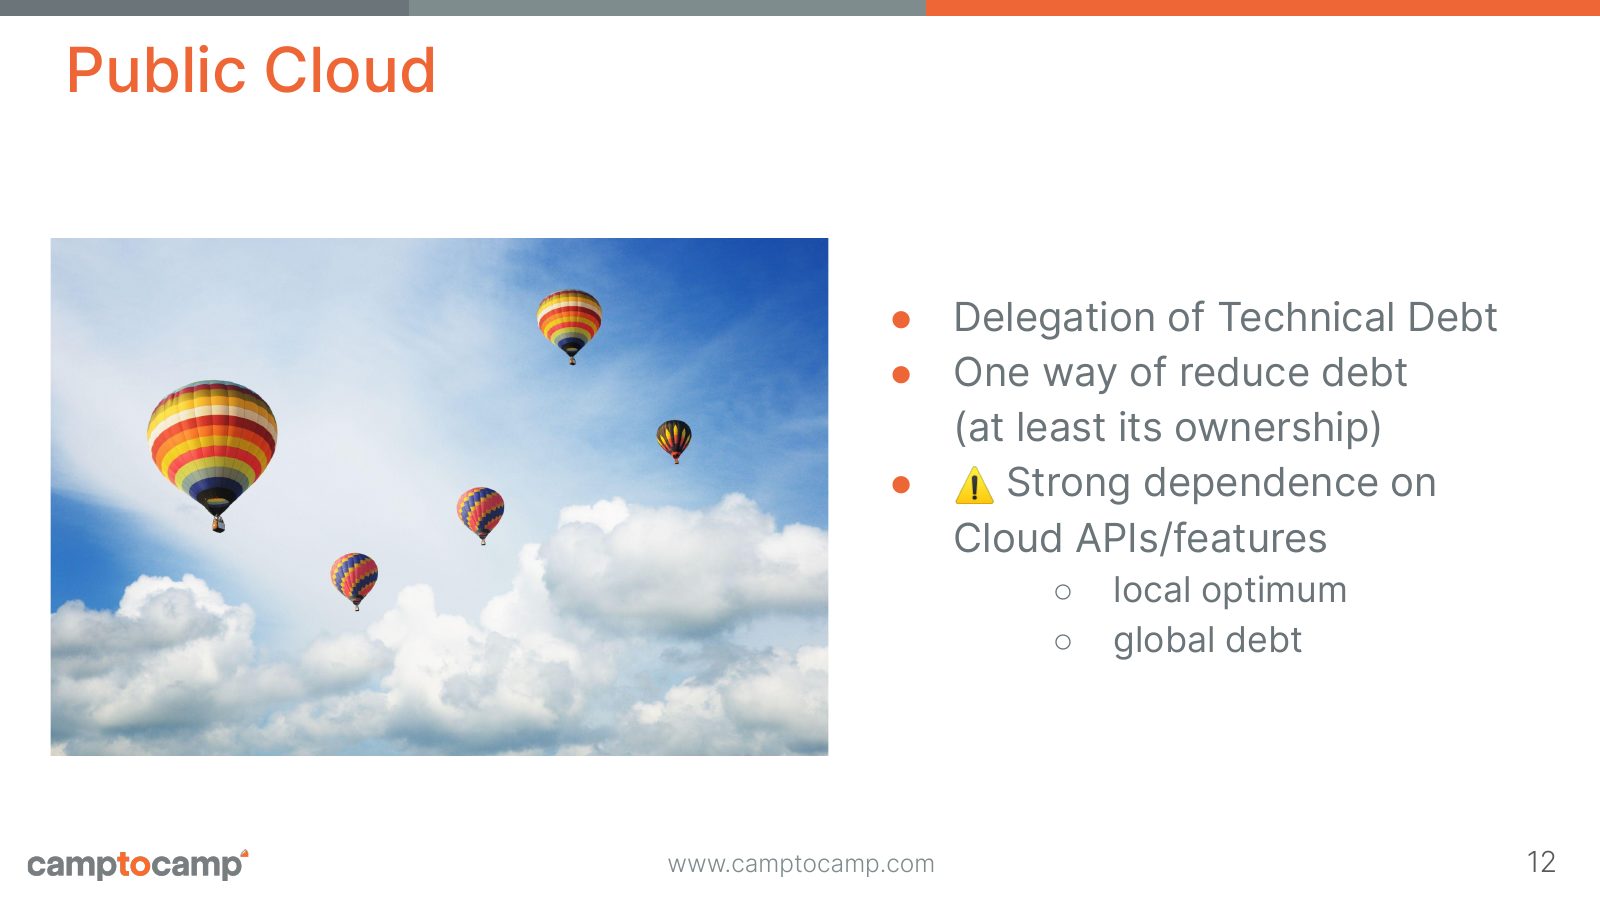 Public Cloud
● Delegation of Technical Debt
● One way of reduce debt
(at least its ownership)
● ⚠️ Strong dependence on
Cloud APIs/features
○ local optimum
○ global debt
camptocamp
www.camptocamp.com
12